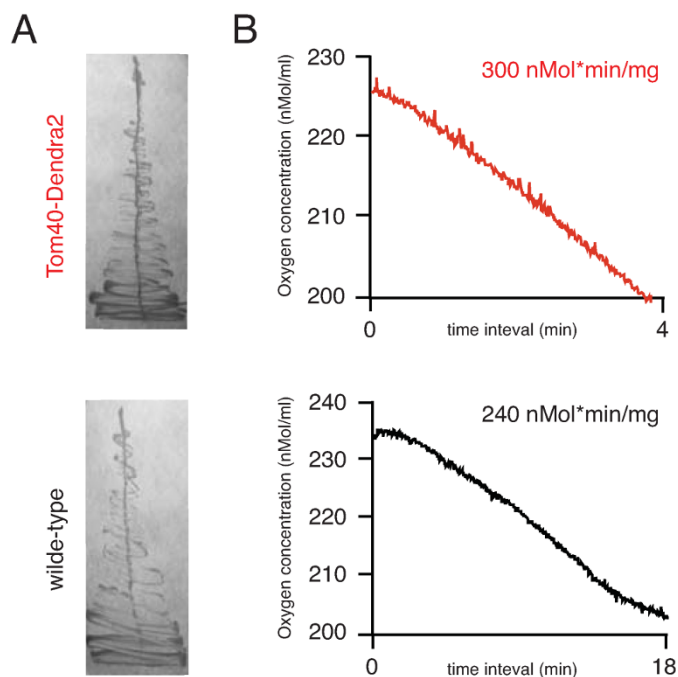 A
B
Tom40-Dendra2
300 nMol*min/mg
Oxygen concentration (nMol/ml)
230
220
210
200
0
4
time inteval (min)
wilde-type
240 nMol*min/mg
Oxygen concentration (nMol/ml)
240
230
220
210
200
0
18
time inteval (min)